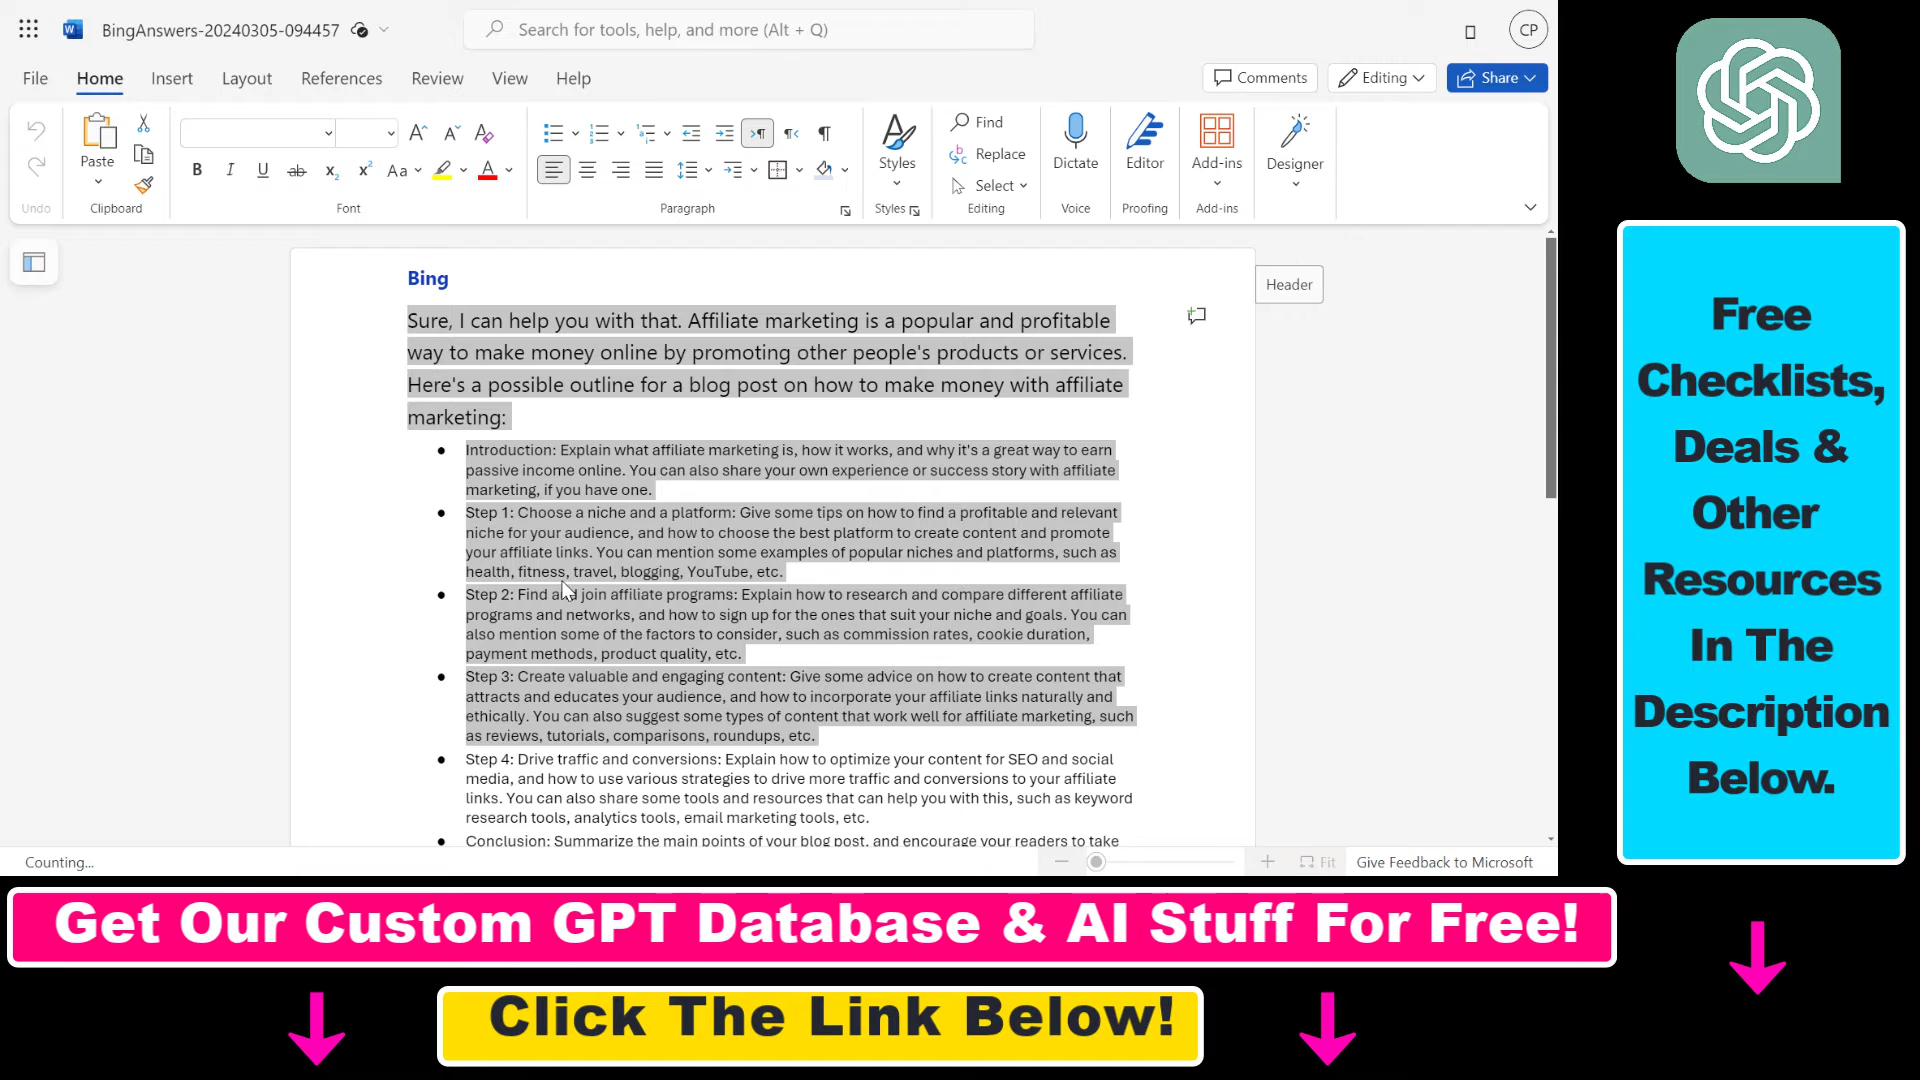 BingAnswers-20240305-094457
Search for tools, help, and more (Alt + Q)
CP
File Home Insert Layout References Review View Help
Comments Editing Share
Paste
Find
Replace
Select
Styles
Dictate
Editor
Add-ins
Designer
Undo Clipboard Font Paragraph Styles Editing Voice Proofing Add-ins
Header
Bing
Sure, I can help you with that. Affiliate marketing is a popular and profitable
way to make money online by promoting other people's products or services.
Here's a possible outline for a blog post on how to make money with affiliate
marketing:
● Introduction: Explain what affiliate marketing is, how it works, and why it's a great way to earn
passive income online. You can also share your own experience or success story with affiliate
marketing, if you have one.
● Step 1: Choose a niche and a platform: Give some tips on how to find a profitable and relevant
niche for your audience, and how to choose the best platform to create content and promote
your affiliate links. You can mention some examples of popular niches and platforms, such as
health, fitness, travel, blogging, YouTube, etc.
● Step 2: Find and join affiliate programs: Explain how to research and compare different affiliate
programs and networks, and how to sign up for the ones that suit your niche and goals. You can
also mention some of the factors to consider, such as commission rates, cookie duration,
payment methods, product quality, etc.
● Step 3: Create valuable and engaging content: Give some advice on how to create content that
attracts and educates your audience, and how to incorporate your affiliate links naturally and
ethically. You can also suggest some types of content that work well for affiliate marketing, such
as reviews, tutorials, comparisons, roundups, etc.
● Step 4: Drive traffic and conversions: Explain how to optimize your content for SEO and social
media, and how to use various strategies to drive more traffic and conversions to your affiliate
links. You can also share some tools and resources that can help you with this, such as keyword
research tools, analytics tools, email marketing tools, etc.
● Conclusion: Summarize the main points of your blog post, and encourage your readers to take
Counting...
Fit
Give Feedback to Microsoft
Free
Checklists,
Deals &
Other
Resources
In The
Description
Below.
Get Our Custom GPT Database & AI Stuff For Free!
Click The Link Below!